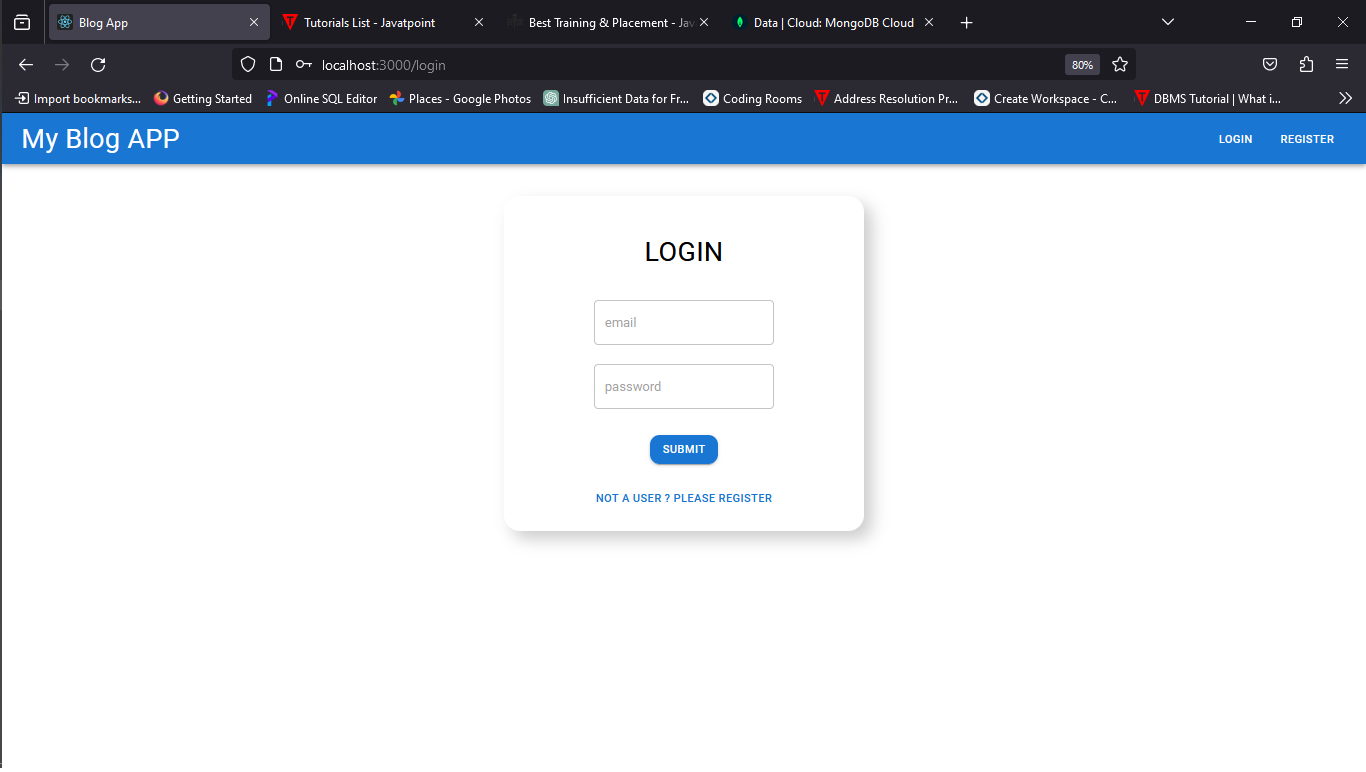 Blog App
Tutorials List - Javatpoint
Best Training & Placement - Jav
Data | Cloud: MongoDB Cloud
localhost:3000/login
80%
Import bookmarks...
Getting Started
Online SQL Editor
Places - Google Photos
Insufficient Data for Fr...
Coding Rooms
Address Resolution Pr...
Create Workspace - C...
DBMS Tutorial | What i...
My Blog APP
LOGIN
REGISTER
LOGIN
email
password
SUBMIT
NOT A USER ? PLEASE REGISTER